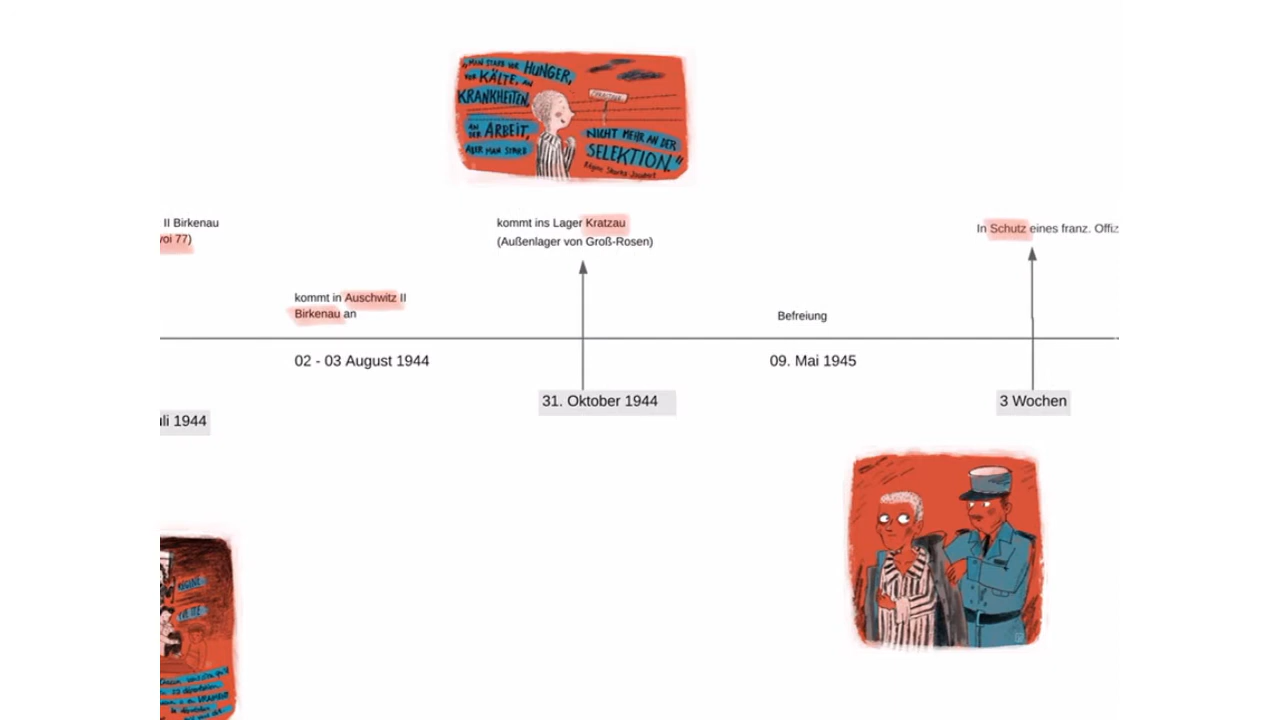 „MAN STARB VOR HUNGER,
VOR KÄLTE, AN
KRANKHEITEN,
AN DER ARBEIT,
ABER MAN STARB
NICHT MEHR AN DER
SELEKTION."
II Birkenau
voi 77)
kommt ins Lager Kratzau
(Außenlager von Groß-Rosen)
In Schutz eines franz. Offiz
kommt in Auschwitz II
Birkenau an
Befreiung
02 - 03 August 1944
09. Mai 1945
31. Oktober 1944
3 Wochen
uli 1944